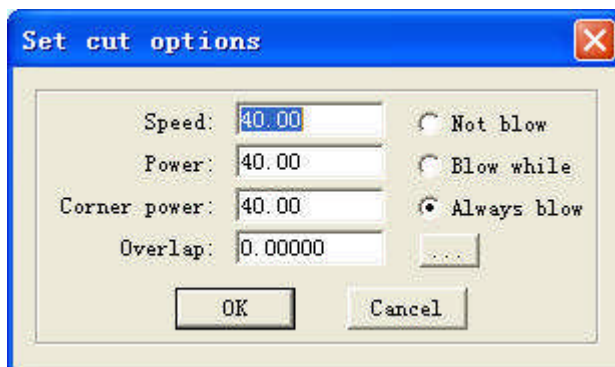 Set cut options
Speed: 40.00 Not blow
Power: 40.00 Blow while
Corner power: 40.00 Always blow
Overlap: 0.00000 ...
OK Cancel